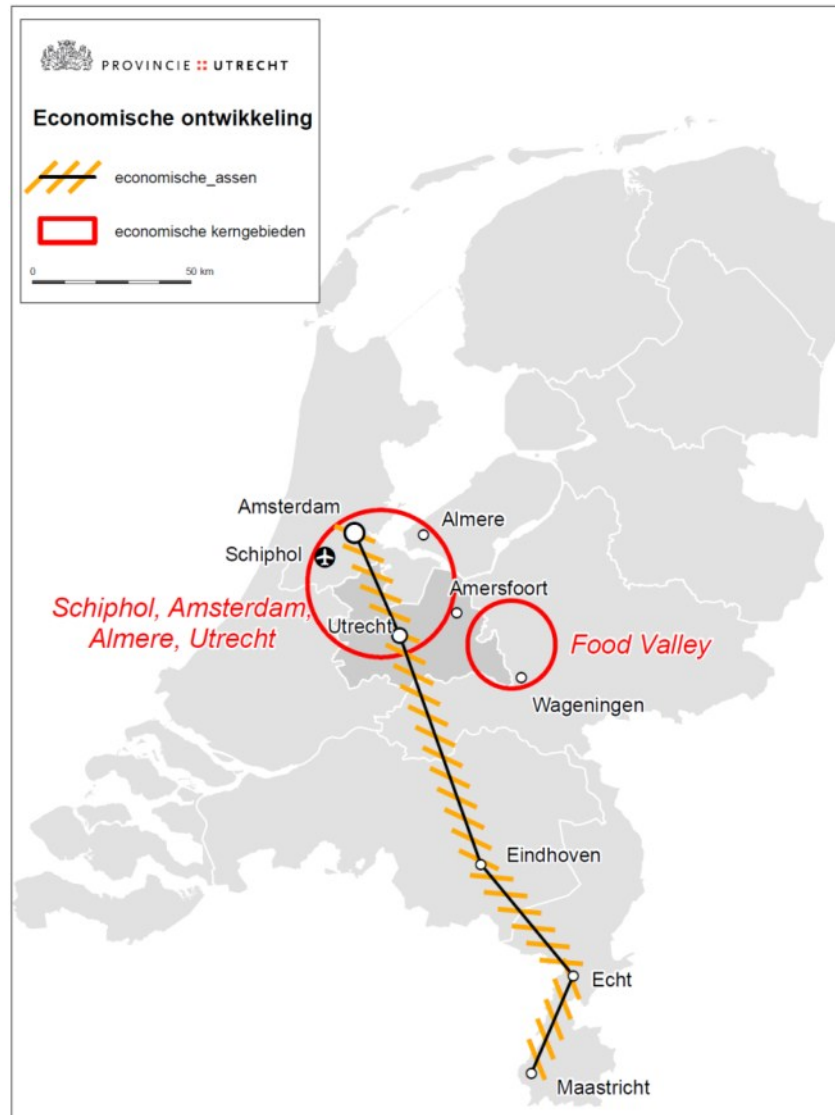 PROVINCIE :: UTRECHT
Economische ontwikkeling
economische_assen
economische kerngebieden
0
50 km
Amsterdam
Almere
Schiphol
Amersfoort
Schiphol, Amsterdam,
Almere, Utrecht
Utrecht
Food Valley
Wageningen
Eindhoven
Echt
Maastricht